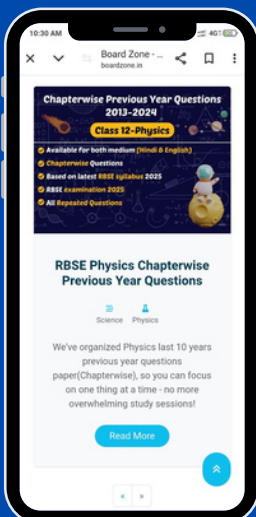 10:30 AM
4G
Board Zone - ...
boardzone.in
Chapterwise Previous Year Questions
2013-2024
Class 12-Physics
Available for both medium (Hindi & English)
Chapterwise Questions
Based on latest RBSE syllabus 2025
RBSE examination 2025
All Repeated Questions
RBSE Physics Chapterwise
Previous Year Questions
Science Physics
We've organized Physics last 10 years
previous year questions
paper(Chapterwise), so you can focus
on one thing at a time - no more
overwhelming study sessions!
Read More
« »